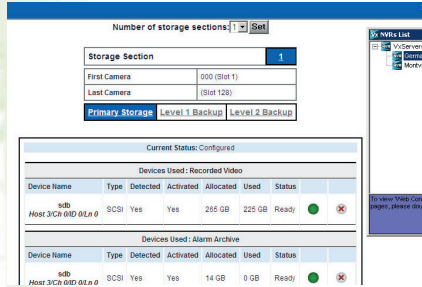 Number of storage sections: 1 Set
Storage Section 1
First Camera 000 (Slot 1)
Last Camera (Slot 128)
Primary Storage Level 1 Backup Level 2 Backup
Current Status: Configured
Devices Used : Recorded Video
Device Name Type Detected Activated Allocated Used Status
sdb
Host 3/Ch 0/ID 0/Ln 0 SCSI Yes Yes 265 GB 225 GB Ready
Devices Used : Alarm Archive
Device Name Type Detected Activated Allocated Used Status
sdb
Host 3/Ch 0/ID 0/Ln 0 SCSI Yes Yes 14 GB 0 GB Ready
NVRs List
VxServers
Germa
Montv
To view Web Con
pages, please dou